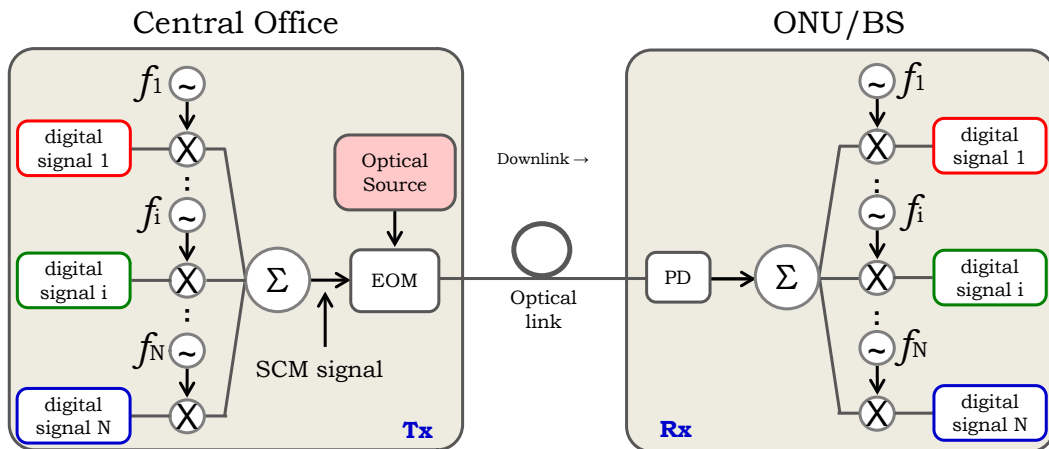 Central Office
ONU/BS
f1
~
digital
signal 1
X
fi
~
digital
signal i
X
fN
~
digital
signal N
X
Σ
SCM signal
Optical
Source
EOM
Tx
Downlink →
Optical
link
PD
Σ
Rx
~
f1
X
digital
signal 1
~
fi
X
digital
signal i
~
fN
X
digital
signal N